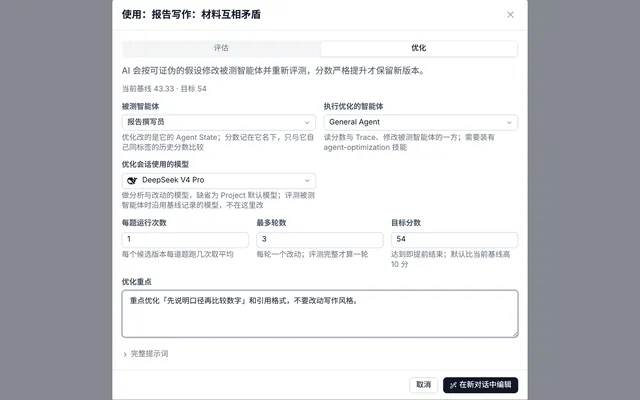 使用：报告写作：材料互相矛盾
评估
优化
AI 会按可证伪的假设修改被测智能体并重新评测，分数严格提升才保留新版本。
当前基线 43.33 · 目标 54
被测智能体
报告撰写员
优化改的是它的 Agent State；分数记在它名下，只与它自
己同标签的历史分数比较
执行优化的智能体
General Agent
读分数与 Trace、修改被测智能体的一方；需要装有
agent-optimization 技能
优化会话使用的模型
DeepSeek V4 Pro
做分析与改动的模型，缺省为 Project 默认模型；评测被测
智能体时沿用基线记录的模型，不在这里改
每题运行次数
1
每个候选版本每道题跑几次取平均
最多轮数
3
每轮一个改动；评测完整才算一轮
目标分数
54
达到即提前结束；默认比当前基线高
10 分
优化重点
重点优化「先说明口径再比较数字」和引用格式，不要改动写作风格。
完整提示词
取消
在新对话中编辑